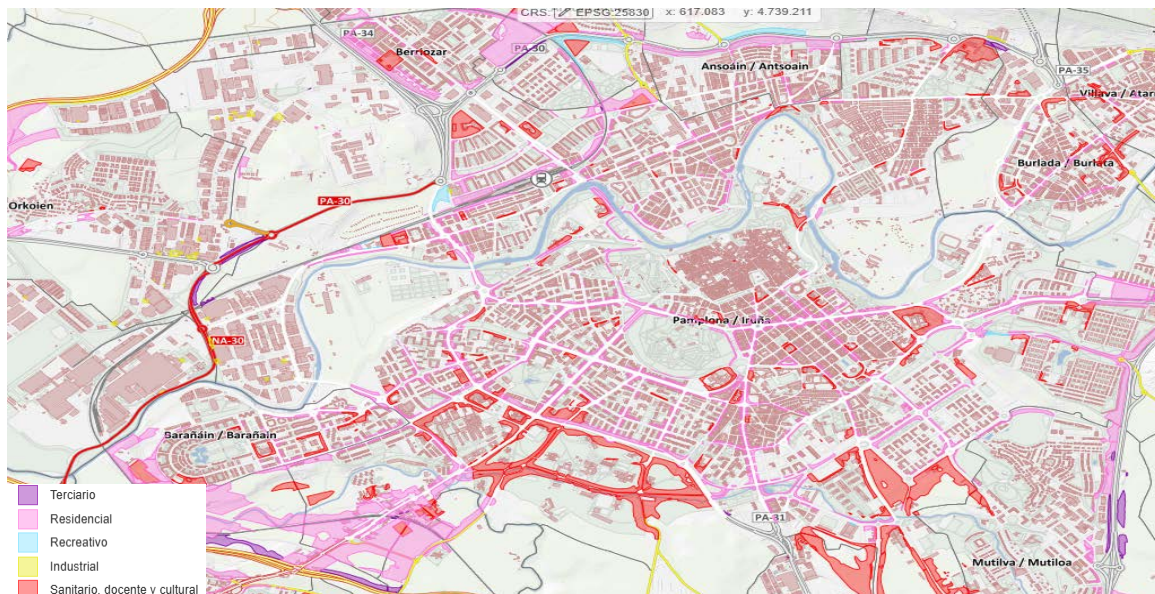 CRS: EPSG:25830 x: 617.083 y: 4.739.211
PA-34
Berriozar
PA-30
Ansoáin / Antsoain
PA-35
Villava / Atarr
Burlada / Burlata
PA-30
Orkoien
Pamplona / Iruña
NA-30
Barañáin / Barañain
PA-31
Mutilva / Mutiloa
Terciario
Residencial
Recreativo
Industrial
Sanitario, docente y cultural